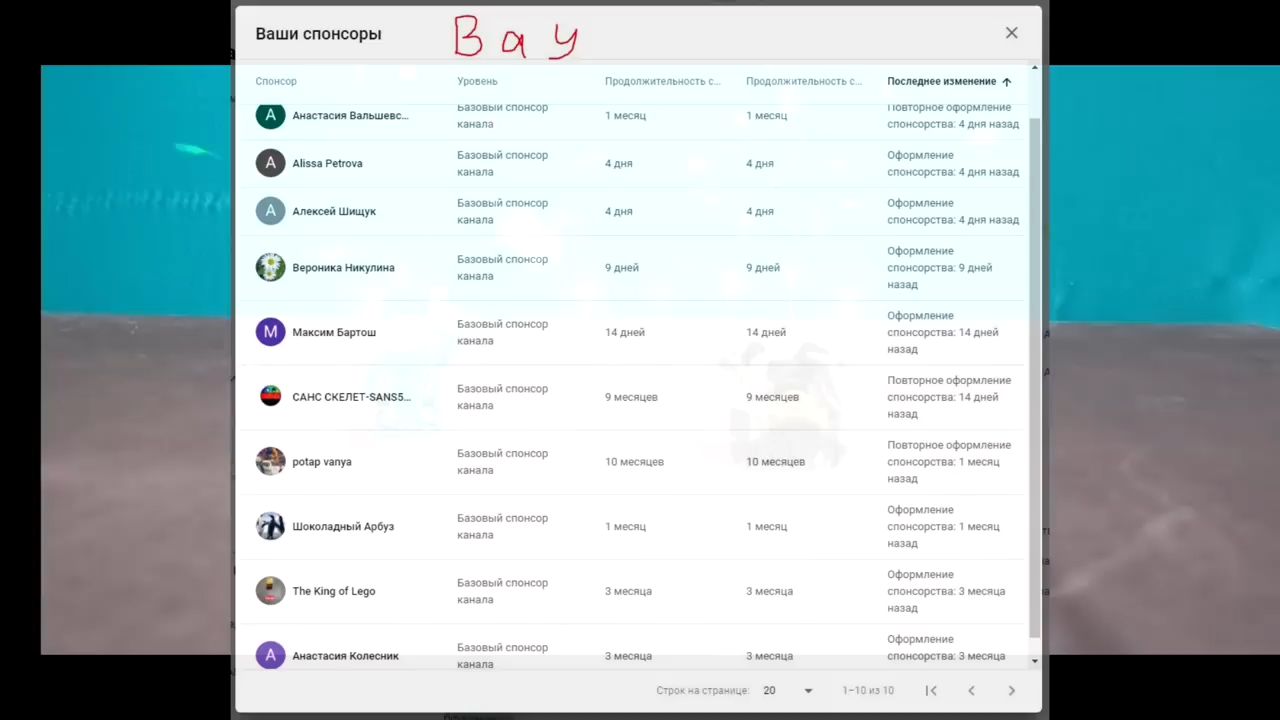 Ваши спонсоры
Вау
Спонсор Уровень Продолжительность с... Продолжительность с... Последнее изменение
Анастасия Вальшевс... Базовый спонсор канала 1 месяц 1 месяц Повторное оформление спонсорства: 4 дня назад
Alissa Petrova Базовый спонсор канала 4 дня 4 дня Оформление спонсорства: 4 дня назад
Алексей Шищук Базовый спонсор канала 4 дня 4 дня Оформление спонсорства: 4 дня назад
Вероника Никулина Базовый спонсор канала 9 дней 9 дней Оформление спонсорства: 9 дней назад
Максим Бартош Базовый спонсор канала 14 дней 14 дней Оформление спонсорства: 14 дней назад
САНС СКЕЛЕТ-SANS5... Базовый спонсор канала 9 месяцев 9 месяцев Повторное оформление спонсорства: 14 дней назад
potap vanya Базовый спонсор канала 10 месяцев 10 месяцев Повторное оформление спонсорства: 1 месяц назад
Шоколадный Арбуз Базовый спонсор канала 1 месяц 1 месяц Оформление спонсорства: 1 месяц назад
The King of Lego Базовый спонсор канала 3 месяца 3 месяца Оформление спонсорства: 3 месяца назад
Анастасия Колесник Базовый спонсор канала 3 месяца 3 месяца Оформление спонсорства: 3 месяца
Строк на странице: 20 1–10 из 10